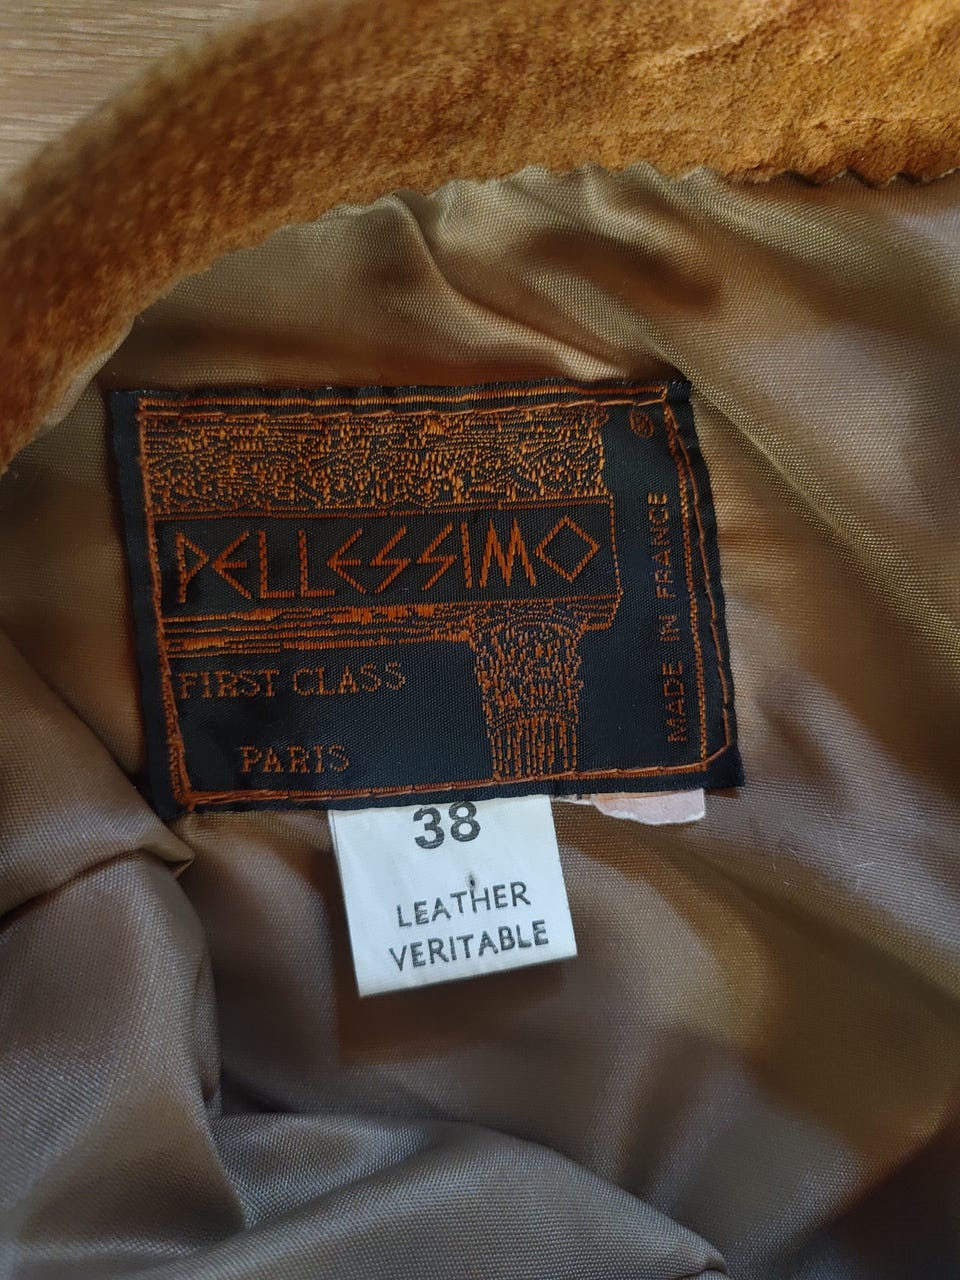 PELLESSIMO
FIRST CLASS
PARIS
MADE IN FRANCE
38
LEATHER
VERITABLE